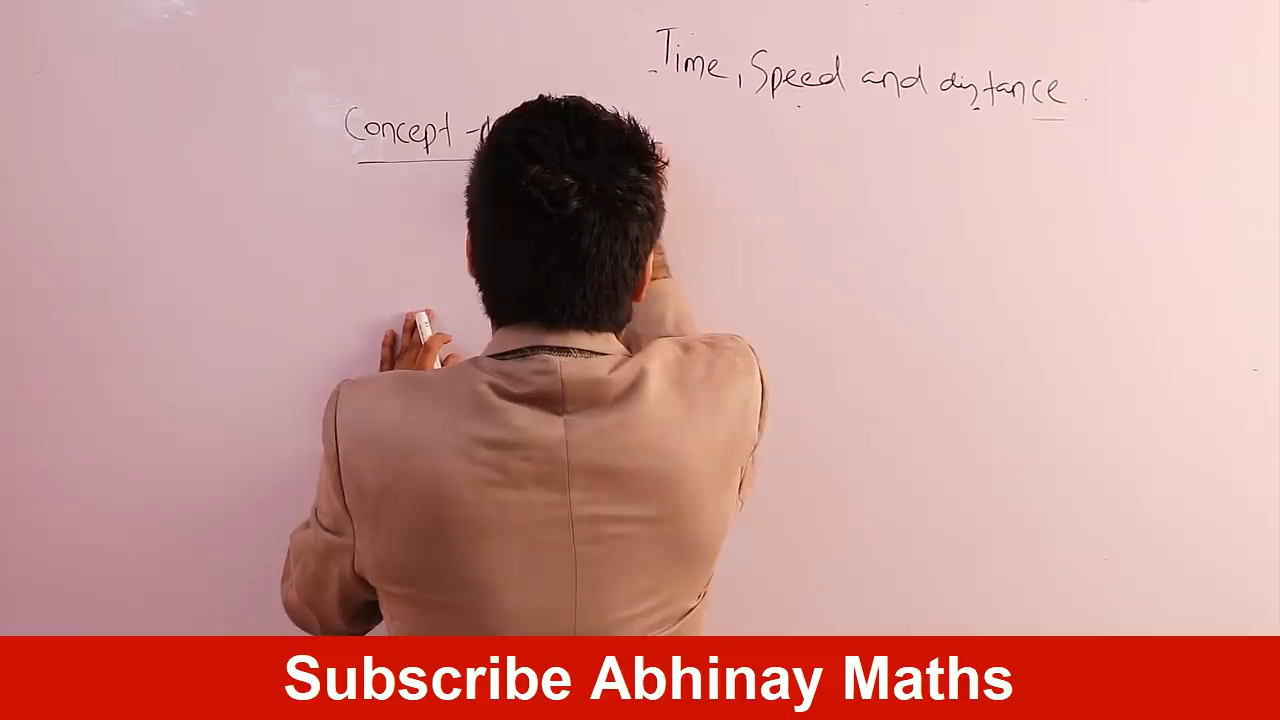 Time, Speed and distance
Concept -
Subscribe Abhinay Maths